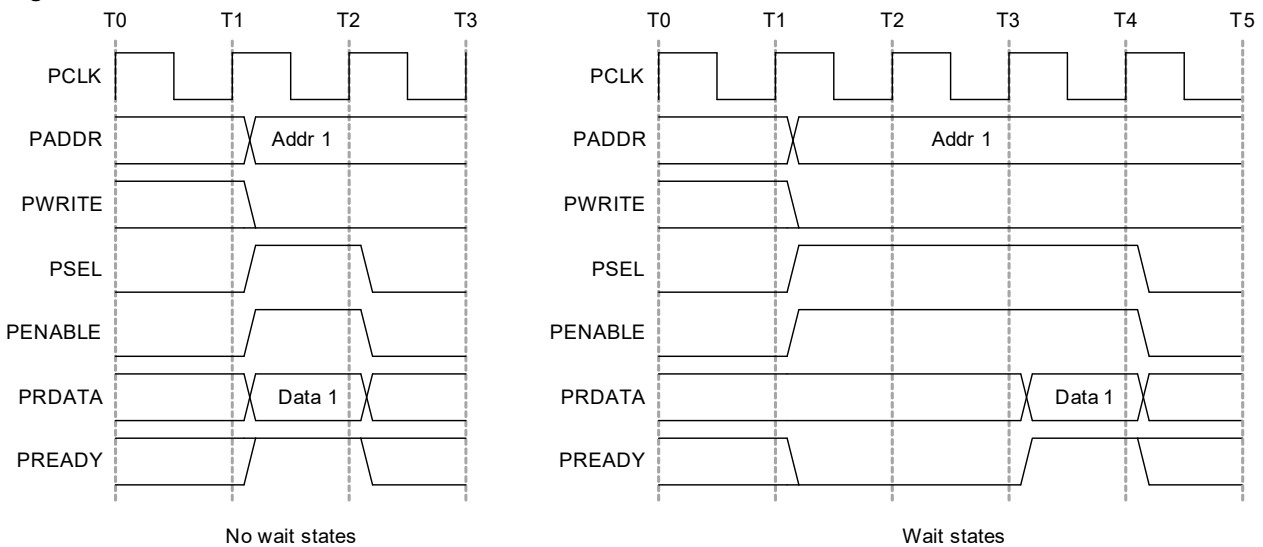 T0 T1 T2 T3 T0 T1 T2 T3 T4 T5
PCLK PCLK
PADDR Addr 1 PADDR Addr 1
PWRITE PWRITE
PSEL PSEL
PENABLE PENABLE
PRDATA Data 1 PRDATA Data 1
PREADY PREADY
No wait states Wait states